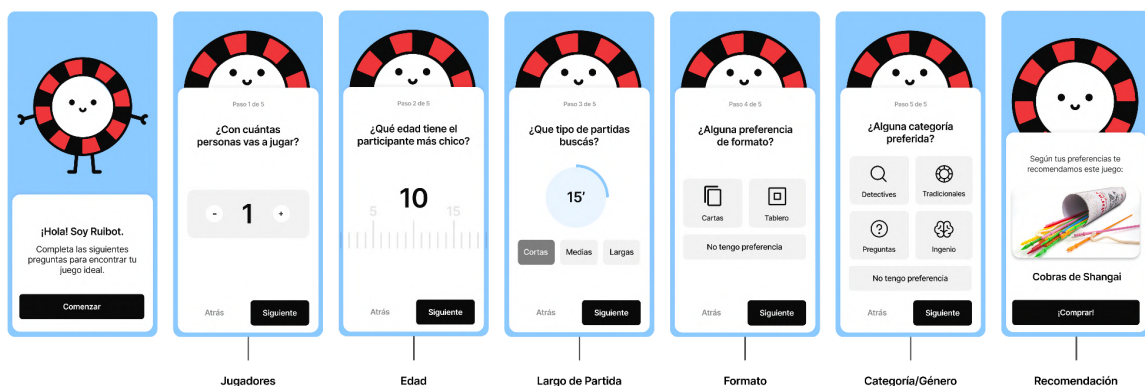 ¡Hola! Soy Ruibot.
Completa las siguientes
preguntas para encontrar tu
juego ideal.
Comenzar
Paso 1 de 5
¿Con cuántas
personas vas a jugar?
- 1 +
Atrás
Siguiente
Jugadores
Paso 2 de 5
¿Qué edad tiene el
participante más chico?
10
5 15
Atrás
Siguiente
Edad
Paso 3 de 5
¿Que tipo de partidas
buscás?
15’
Cortas Medias Largas
Atrás
Siguiente
Largo de Partida
Paso 4 de 5
¿Alguna preferencia
de formato?
Cartas Tablero
No tengo preferencia
Atrás
Siguiente
Formato
Paso 5 de 5
¿Alguna categoría
preferida?
Detectives Tradicionales
Preguntas Ingenio
No tengo preferencia
Atrás
Siguiente
Categoría/Género
Según tus preferencias te
recomendamos este juego:
Cobras de Shangai
¡Comprar!
Recomendación